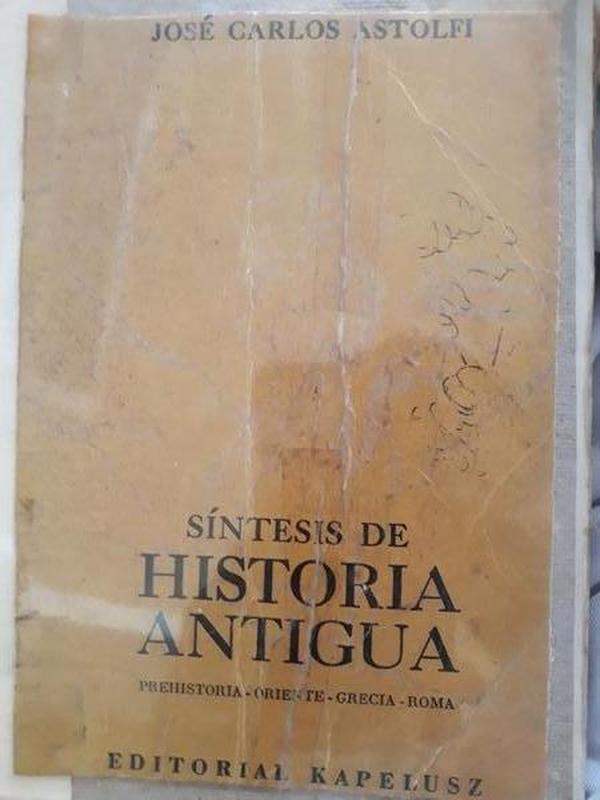 JOSÉ CARLOS ASTOLFI
SÍNTESIS DE
HISTORIA
ANTIGUA
PREHISTORIA - ORIENTE - GRECIA - ROMA
EDITORIAL KAPELUSZ